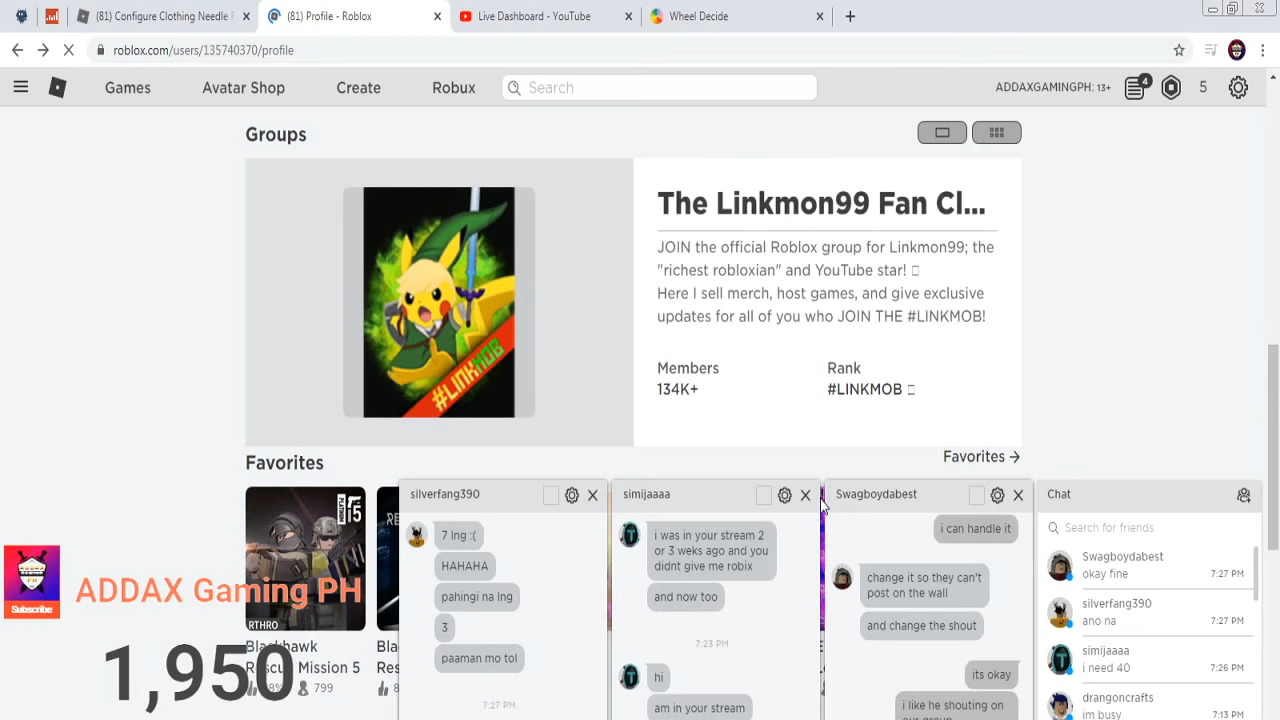 (81) Configure Clothing Needle F
(81) Profile - Roblox
Live Dashboard - YouTube
Wheel Decide
roblox.com/users/135740370/profile
Games
Avatar Shop
Create
Robux
Search
ADDAXGAMINGPH: 13+
4
5
Groups
The Linkmon99 Fan Cl...
JOIN the official Roblox group for Linkmon99; the
"richest robloxian" and YouTube star!
Here I sell merch, host games, and give exclusive
updates for all of you who JOIN THE #LINKMOB!
Members
134K+
Rank
#LINKMOB
#LINKMOB
Favorites
Favorites →
silverfang390
7 lng :(
HAHAHA
pahingi na lng
3
paaman mo tol
7:27 PM
simijaaaa
i was in your stream 2
or 3 weks ago and you
didnt give me robix
and now too
7:23 PM
hi
am in your stream
Swagboydabest
i can handle it
change it so they can't
post on the wall
and change the shout
its okay
i like he shouting on
our group
Chat
Search for friends
Swagboydabest
okay fine
7:27 PM
silverfang390
ano na
7:27 PM
simijaaaa
i need 40
7:26 PM
drangoncrafts
im busy
7:13 PM
RTHRO
Blackhawk
Rescue Mission 5
799
Subscribe
ADDAX Gaming PH
1,950